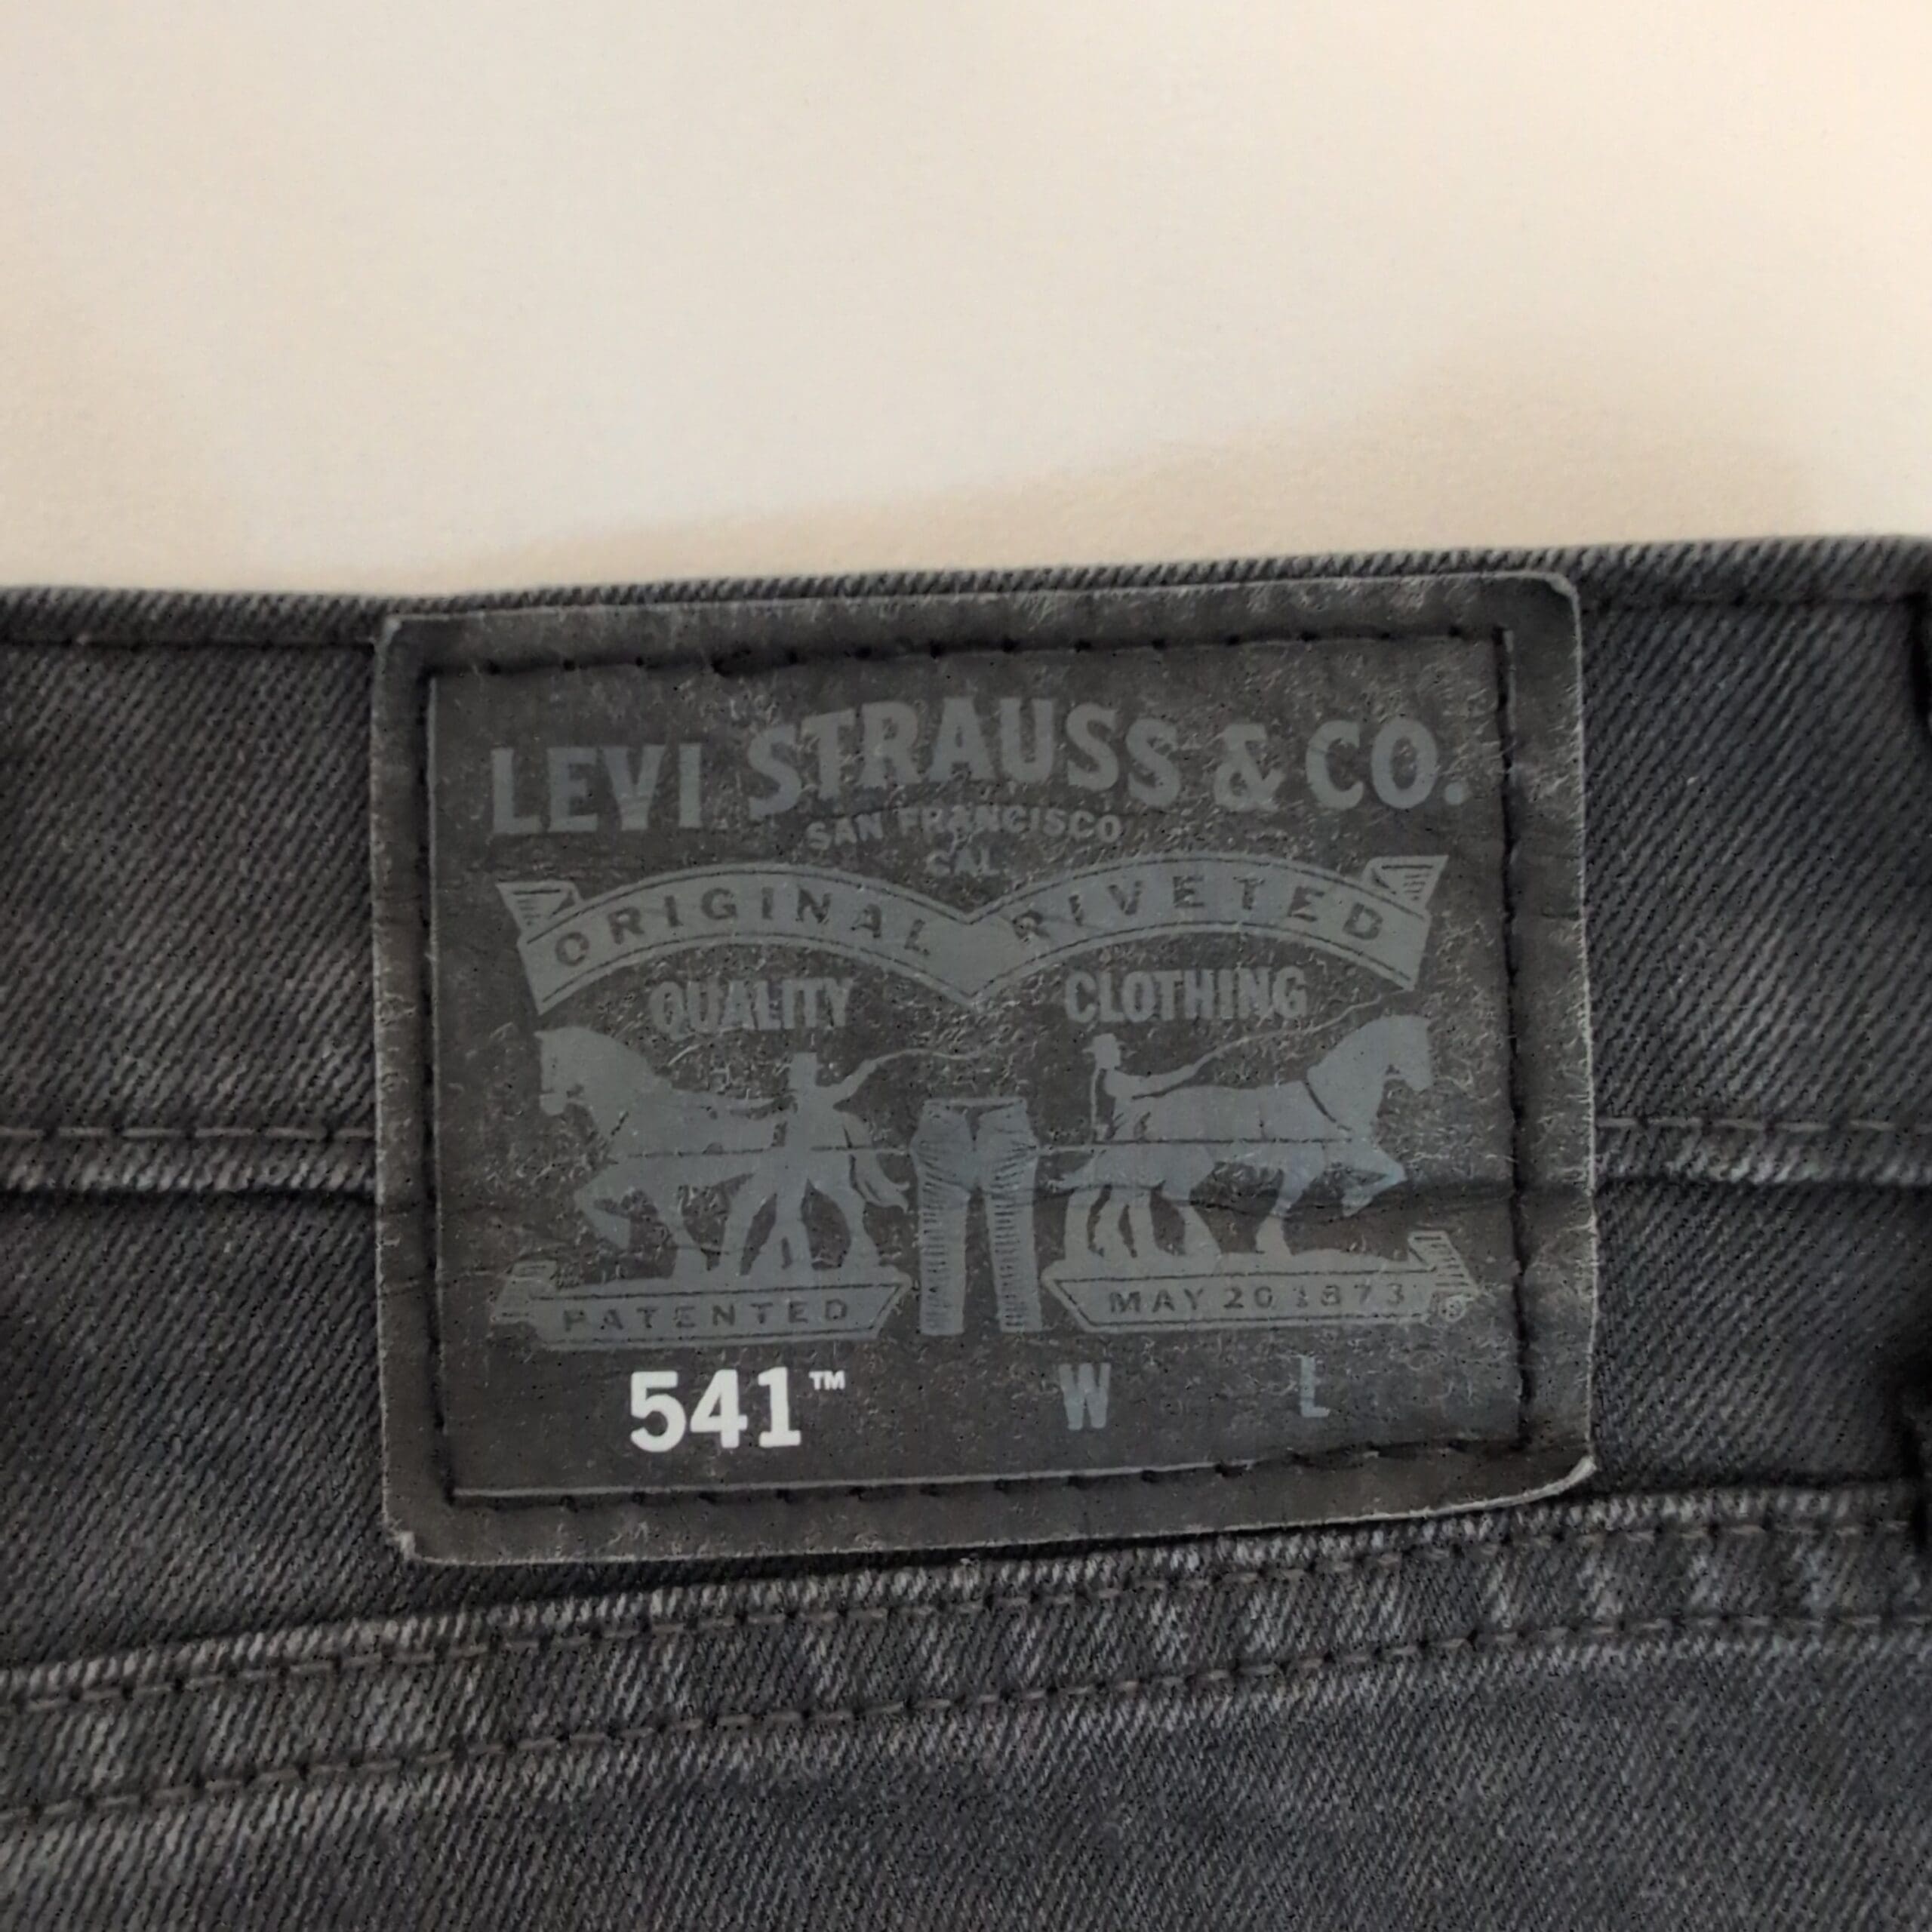 LEVI STRAUSS & CO.
SAN FRANCISCO
CAL
ORIGINAL RIVETED
QUALITY CLOTHING
PATENTED MAY 20 1873 ®
541™ W L